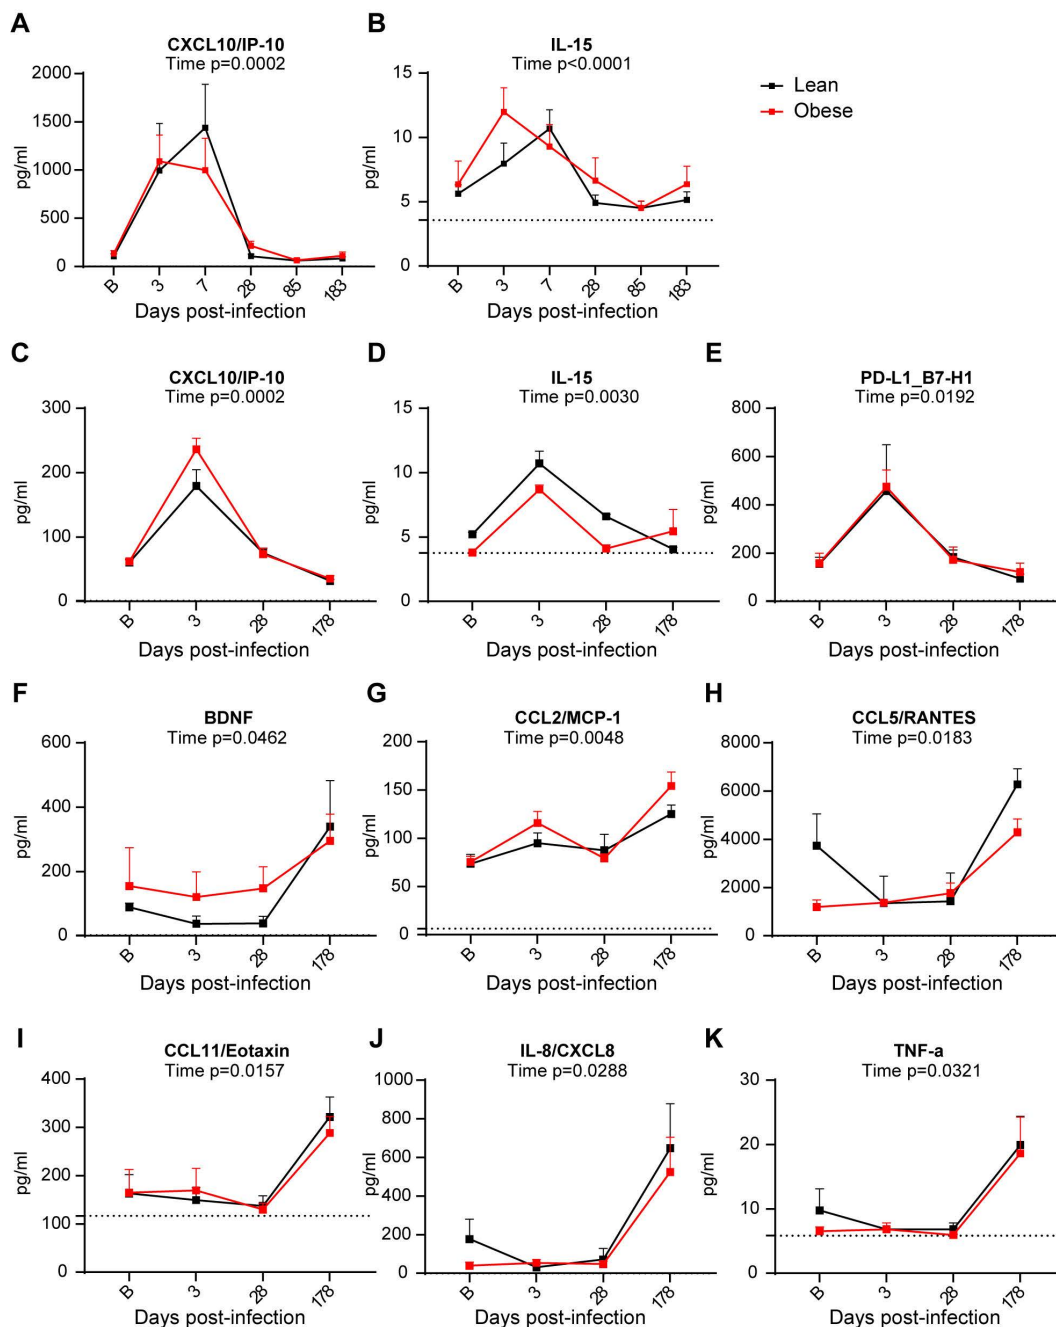 A
CXCL10/IP-10
Time p=0.0002
pg/ml
2000
1500
1000
500
0
B 3 7 28 85 183
Days post-infection
B
IL-15
Time p<0.0001
pg/ml
15
10
5
0
B 3 7 28 85 183
Days post-infection
Lean
Obese
C
CXCL10/IP-10
Time p=0.0002
pg/ml
300
200
100
0
B 3 28 178
Days post-infection
D
IL-15
Time p=0.0030
pg/ml
15
10
5
0
B 3 28 178
Days post-infection
E
PD-L1_B7-H1
Time p=0.0192
pg/ml
800
600
400
200
0
B 3 28 178
Days post-infection
F
BDNF
Time p=0.0462
pg/ml
600
400
200
0
B 3 28 178
Days post-infection
G
CCL2/MCP-1
Time p=0.0048
pg/ml
200
150
100
50
0
B 3 28 178
Days post-infection
H
CCL5/RANTES
Time p=0.0183
pg/ml
8000
6000
4000
2000
0
B 3 28 178
Days post-infection
I
CCL11/Eotaxin
Time p=0.0157
pg/ml
400
300
200
100
0
B 3 28 178
Days post-infection
J
IL-8/CXCL8
Time p=0.0288
pg/ml
1000
800
600
400
200
0
B 3 28 178
Days post-infection
K
TNF-a
Time p=0.0321
pg/ml
30
20
10
0
B 3 28 178
Days post-infection